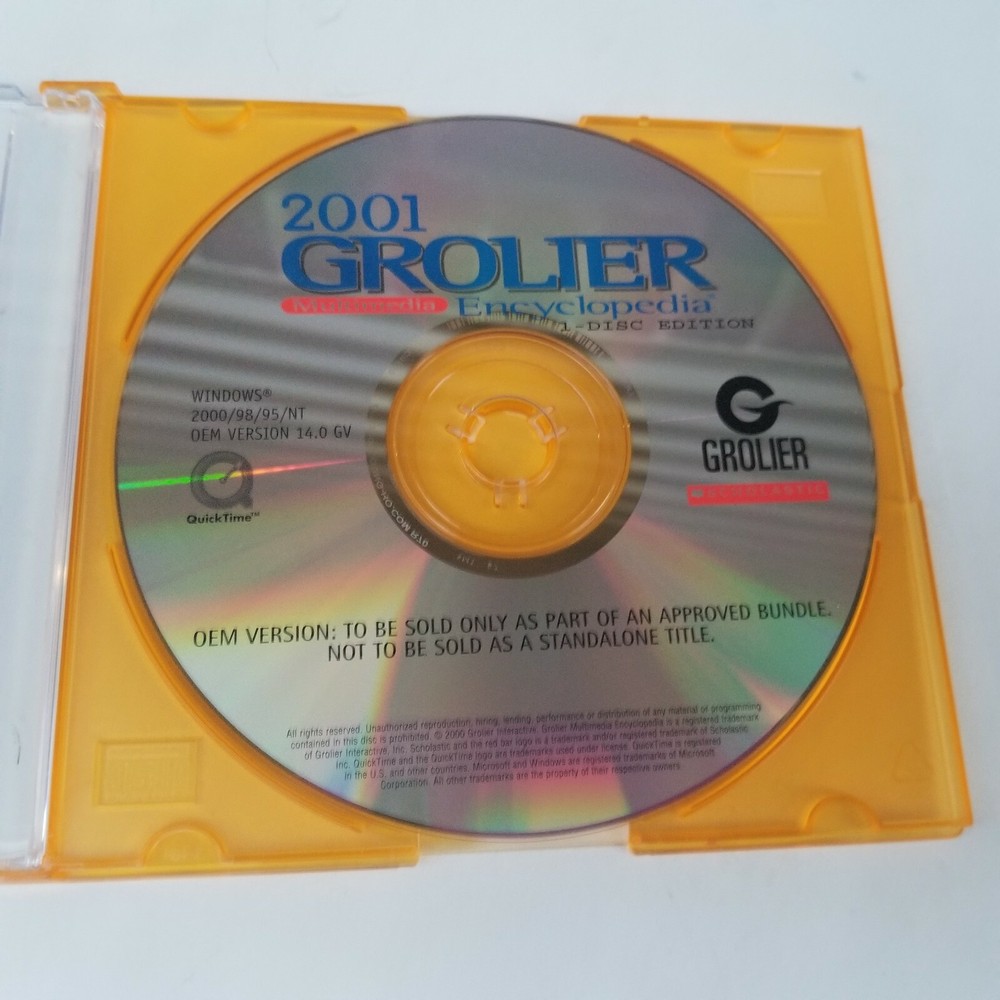 2001
GROLIER
Multimedia Encyclopedia
1-DISC EDITION
WINDOWS®
2000/98/95/NT
OEM VERSION 14.0 GV
QuickTime™
GROLIER
SCHOLASTIC
OEM VERSION: TO BE SOLD ONLY AS PART OF AN APPROVED BUNDLE.
NOT TO BE SOLD AS A STANDALONE TITLE.
All rights reserved. Unauthorized reproduction, hiring, lending, performance or distribution of any material or programming
contained in this disc is prohibited. © 2000 Grolier Interactive. Grolier Multimedia Encyclopedia is a registered trademark
of Grolier Interactive, Inc. Scholastic and the red bar logo is a trademark and/or registered trademark of Scholastic
Inc. QuickTime and the QuickTime logo are trademarks used under license. QuickTime is registered
in the U.S. and other countries. Microsoft and Windows are registered trademarks of Microsoft
Corporation. All other trademarks are the property of their respective owners.